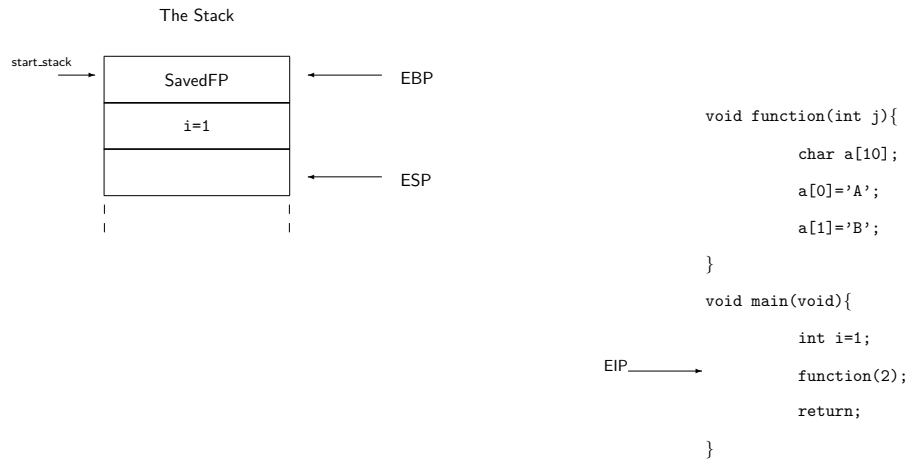 The Stack
start_stack
SavedFP
EBP
i=1
ESP
void function(int j){
char a[10];
a[0]=’A’;
a[1]=’B’;
}
void main(void){
int i=1;
EIP
function(2);
return;
}